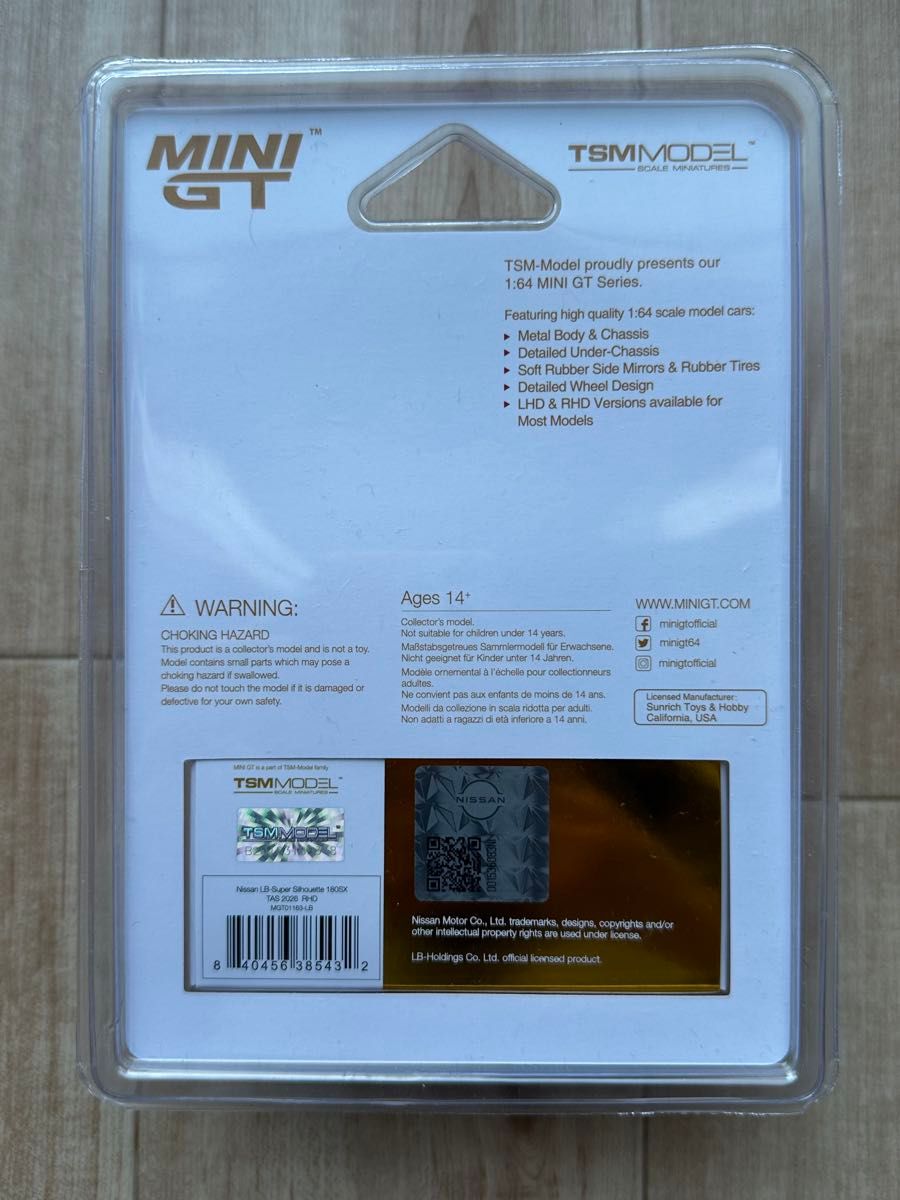 MINI GT™
TSMMODEL™
SCALE MINIATURES
TSM-Model proudly presents our
1:64 MINI GT Series.
Featuring high quality 1:64 scale model cars:
Metal Body & Chassis
Detailed Under-Chassis
Soft Rubber Side Mirrors & Rubber Tires
Detailed Wheel Design
LHD & RHD Versions available for
Most Models
WARNING:
CHOKING HAZARD
This product is a collector's model and is not a toy.
Model contains small parts which may pose a
choking hazard if swallowed.
Please do not touch the model if it is damaged or
defective for your own safety.
Ages 14+
Collector's model.
Not suitable for children under 14 years.
Maßstabsgetreues Sammlermodell für Erwachsene.
Nicht geeignet für Kinder unter 14 Jahren.
Modèle ornemental à l'échelle pour collectionneurs
adultes.
Ne convient pas aux enfants de moins de 14 ans.
Modelli da collezione in scala ridotta per adulti.
Non adatti a ragazzi di età inferiore a 14 anni.
WWW.MINIGT.COM
minigtofficial
minigt64
minigtofficial
Licensed Manufacturer:
Sunrich Toys & Hobby
California, USA
MINI GT is a part of TSM-Model family
TSMMODEL™
SCALE MINIATURES
TSMMODEL
Nissan LB-Super Silhouette 180SX
TAS 2026 RHD
MGT01163-LB
8 40456 38543 2
NISSAN
Nissan Motor Co., Ltd. trademarks, designs, copyrights and/or
other intellectual property rights are used under license.
LB-Holdings Co. Ltd. official licensed product.